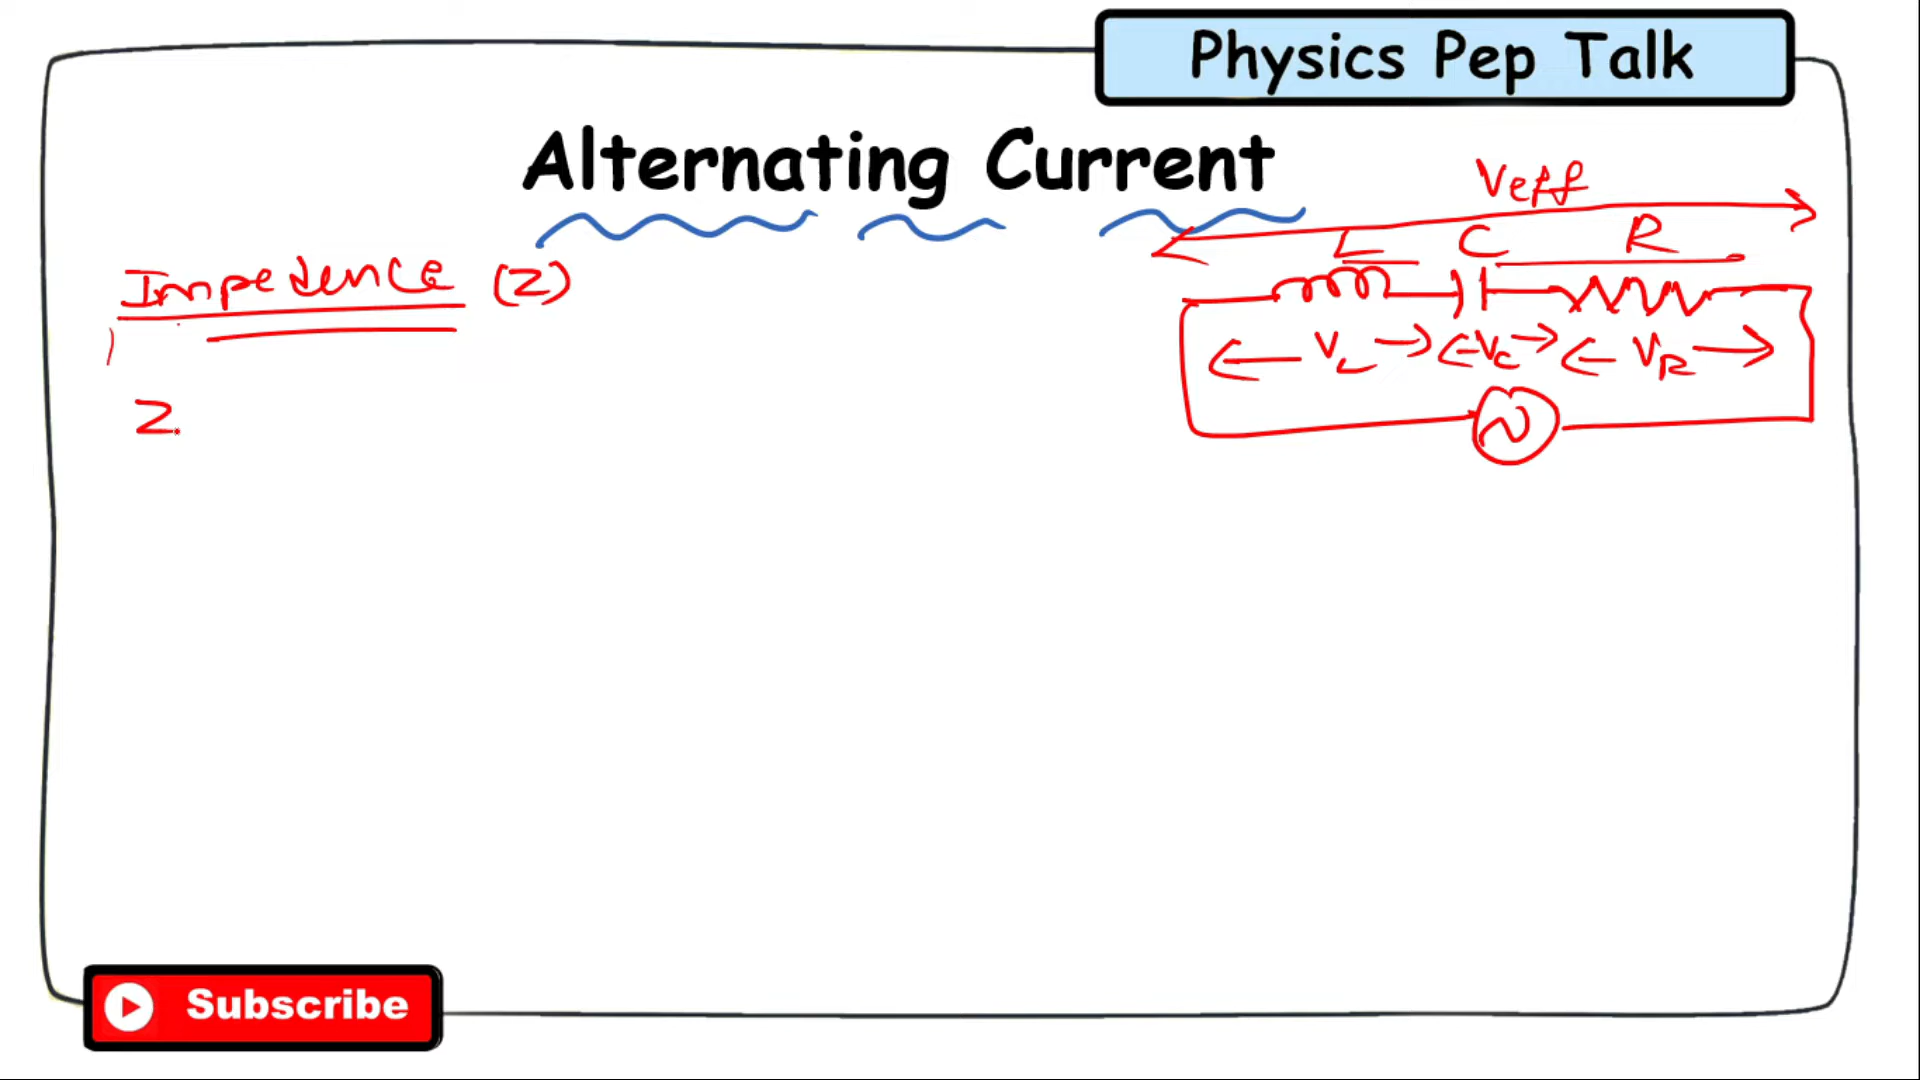 Physics Pep Talk
Alternating Current
Veff
L C R
Impedence (Z)
VL VC VR
Z
Subscribe